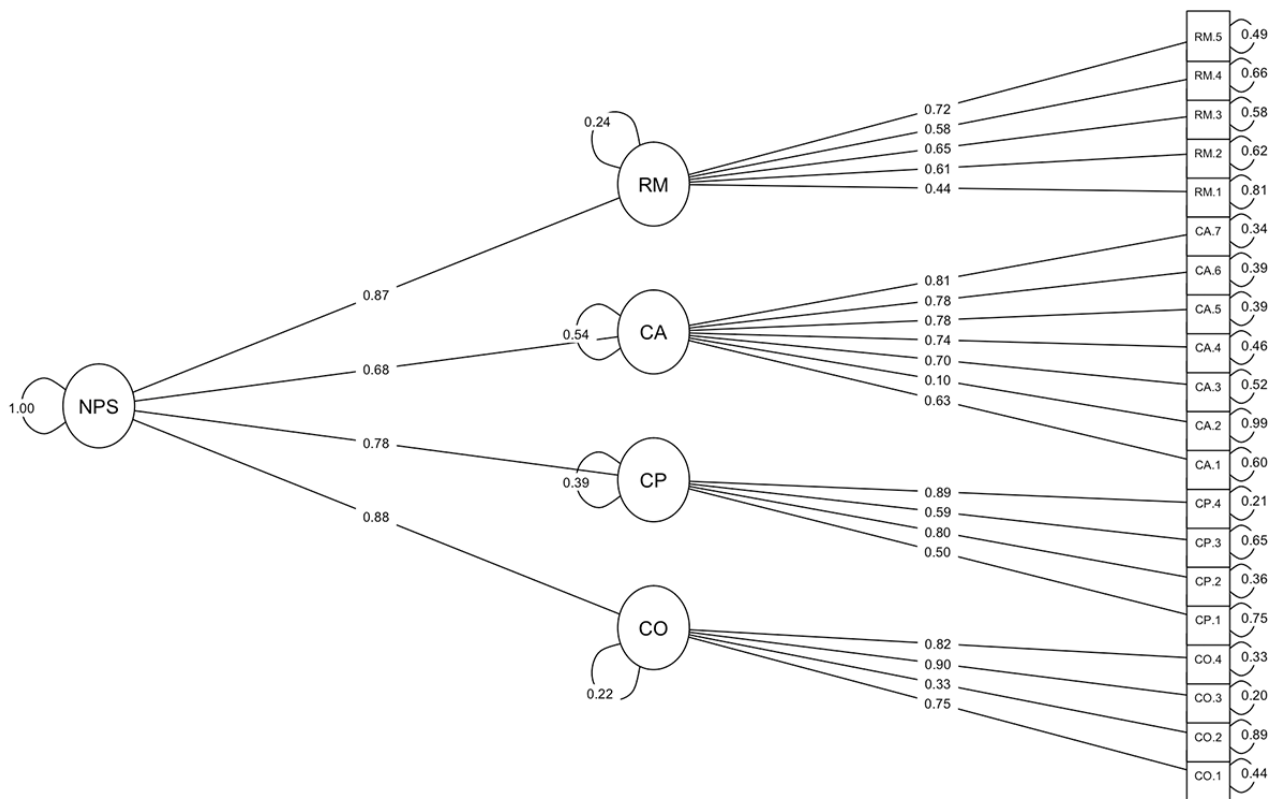 RM.5 0.49
RM.4 0.66
0.72
RM.3 0.58
0.24
0.58
0.65
RM.2 0.62
0.61
RM
0.44
RM.1 0.81
CA.7 0.34
CA.6 0.39
0.81
0.87
0.78
CA.5 0.39
0.78
0.54
CA
0.74
CA.4 0.46
0.70
0.68
0.10
CA.3 0.52
0.63
1.00
NPS
CA.2 0.99
0.78
CA.1 0.60
0.39
CP
0.89
CP.4 0.21
0.59
0.88
0.80
CP.3 0.65
0.50
CP.2 0.36
CP.1 0.75
CO
0.82
CO.4 0.33
0.90
0.33
0.22
CO.3 0.20
0.75
CO.2 0.89
CO.1 0.44